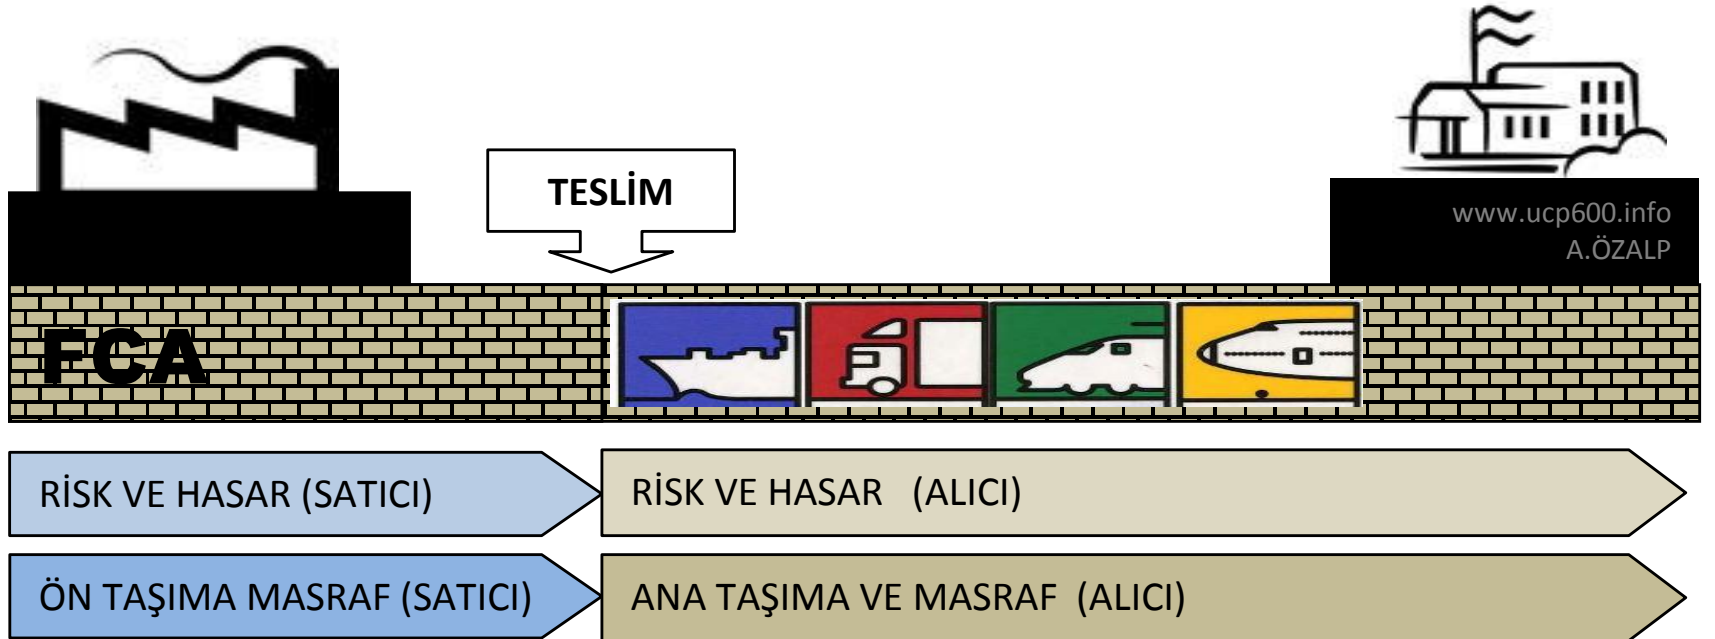 TESLİM
www.ucp600.info
A.ÖZALP
FCA
RİSK VE HASAR (SATICI)
RİSK VE HASAR (ALICI)
ÖN TAŞIMA MASRAF (SATICI)
ANA TAŞIMA VE MASRAF (ALICI)